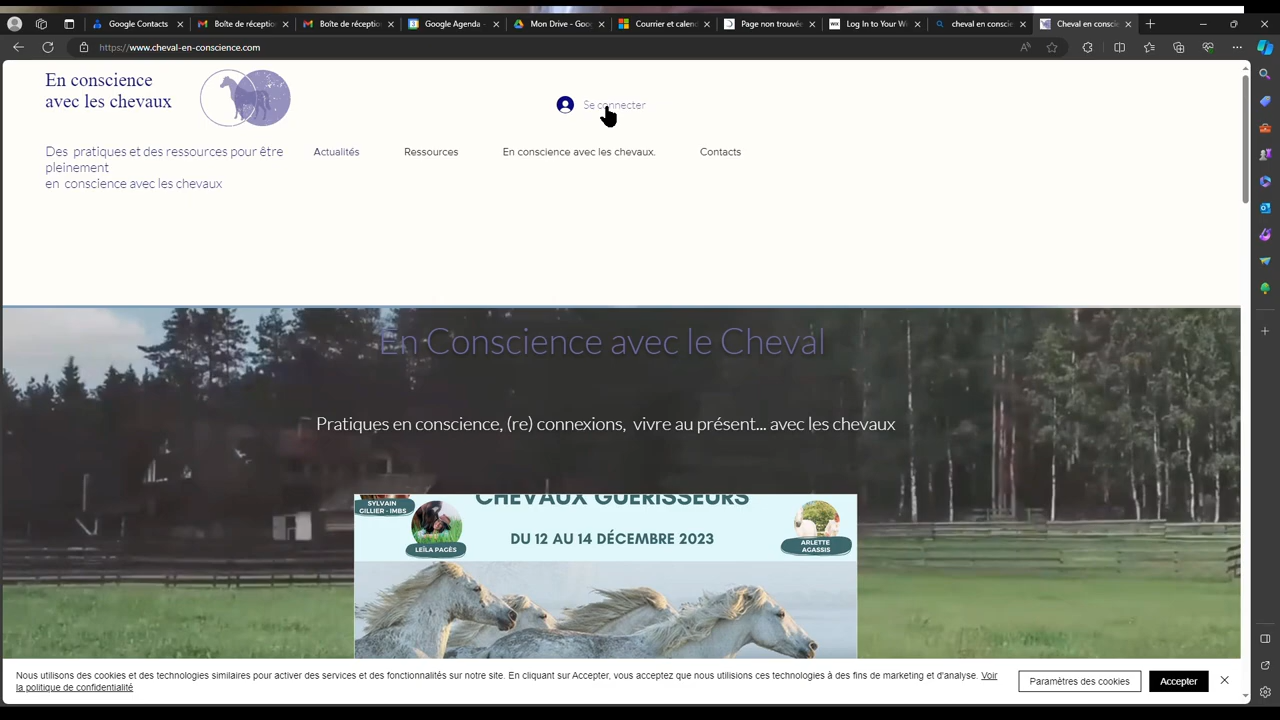 Google Contacts
Boîte de réceptio
Boîte de réceptio
Google Agenda -
Mon Drive - Goog
Courrier et calen
Page non trouvée
Log In to Your W
cheval en conscie
Cheval en conscie
https://www.cheval-en-conscience.com
En conscience
avec les chevaux
Se connecter
Des pratiques et des ressources pour être
pleinement
en conscience avec les chevaux
Actualités
Ressources
En conscience avec les chevaux.
Contacts
En Conscience avec le Cheval
Pratiques en conscience, (re) connexions, vivre au présent... avec les chevaux
CHEVAUX GUÉRISSEURS
SYLVAIN
GILLIER - IMBS
LEÏLA PAGÈS
DU 12 AU 14 DÉCEMBRE 2023
ARLETTE
AGASSIS
Nous utilisons des cookies et des technologies similaires pour activer des services et des fonctionnalités sur notre site. En cliquant sur Accepter, vous acceptez que nous utilisions ces technologies à des fins de marketing et d'analyse. Voir
la politique de confidentialité
Paramètres des cookies
Accepter